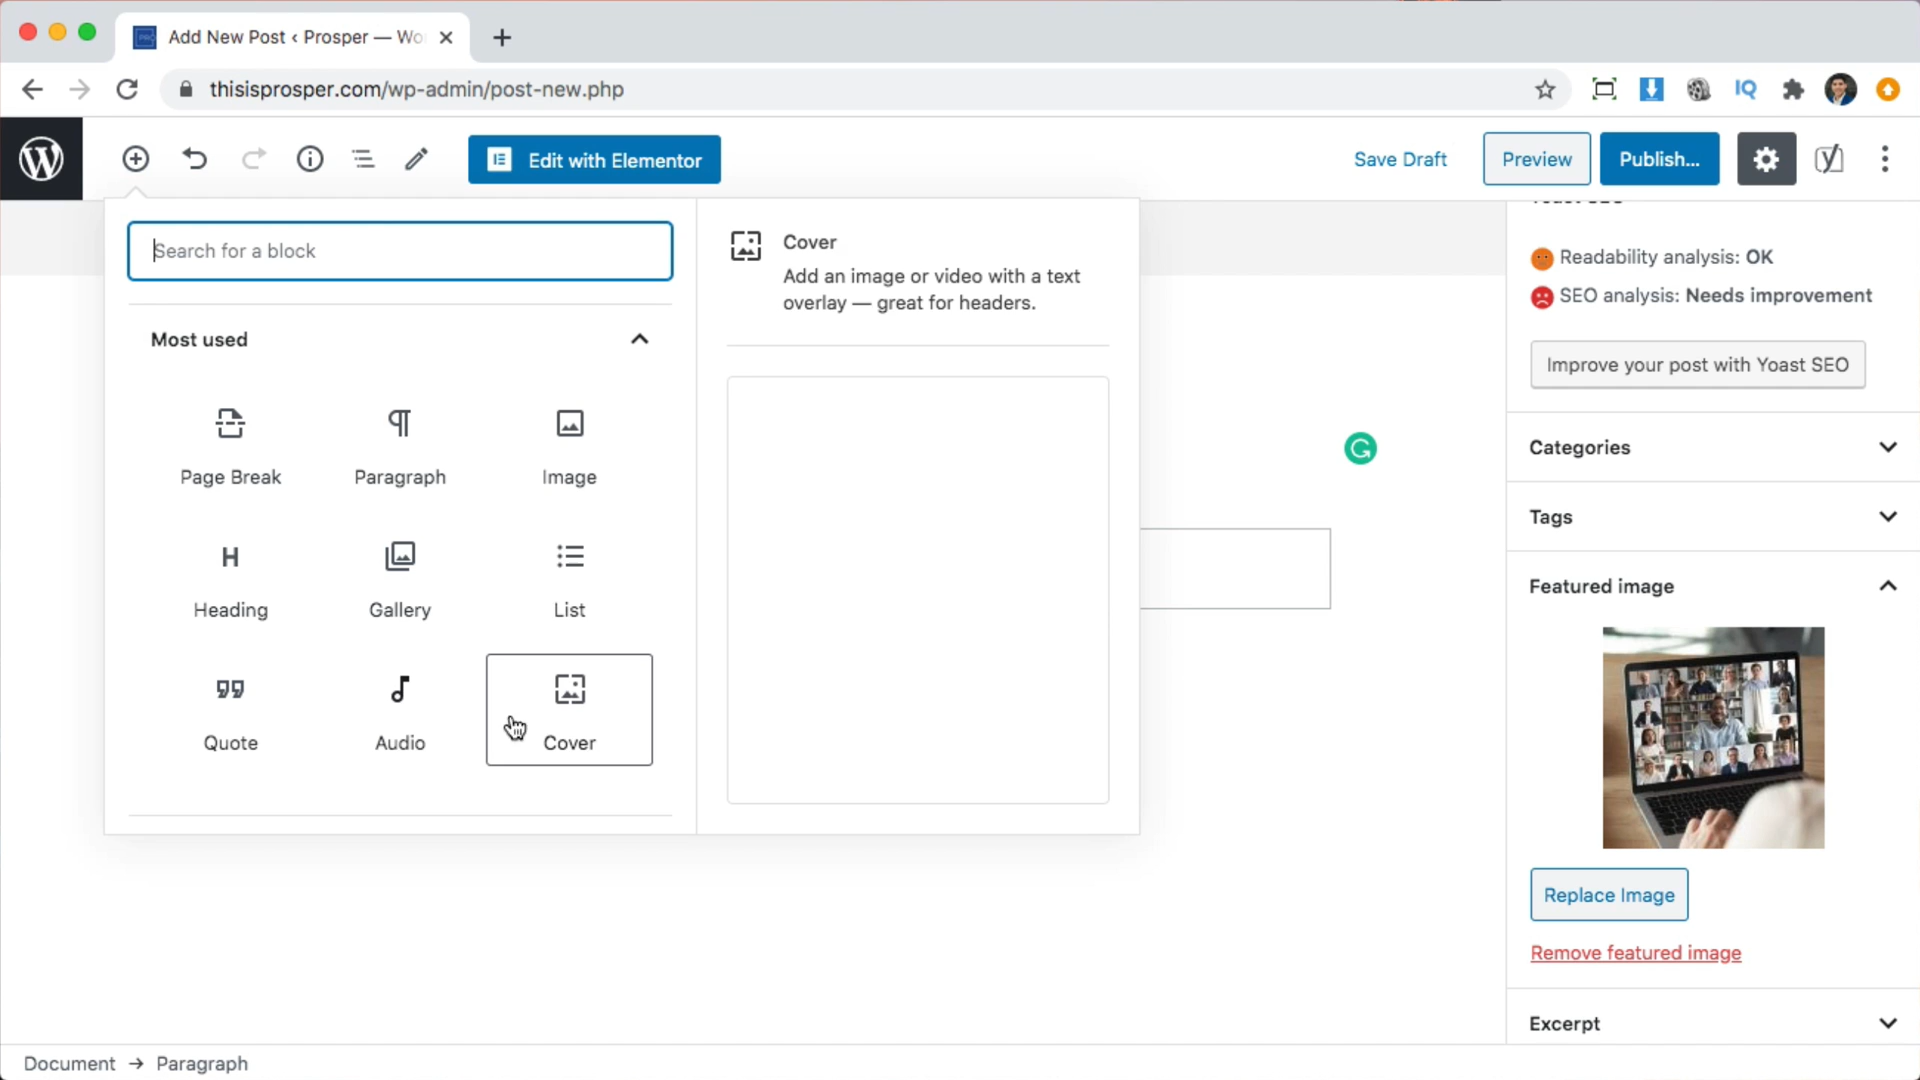 Add New Post ‹ Prosper — Wo
thisisprosper.com/wp-admin/post-new.php
IQ
Edit with Elementor
Save Draft
Preview
Publish...
Search for a block
Most used
Page Break
Paragraph
Image
Heading
Gallery
List
Quote
Audio
Cover
Cover
Add an image or video with a text
overlay — great for headers.
Readability analysis: OK
SEO analysis: Needs improvement
Improve your post with Yoast SEO
Categories
Tags
Featured image
Replace Image
Remove featured image
Excerpt
Document → Paragraph